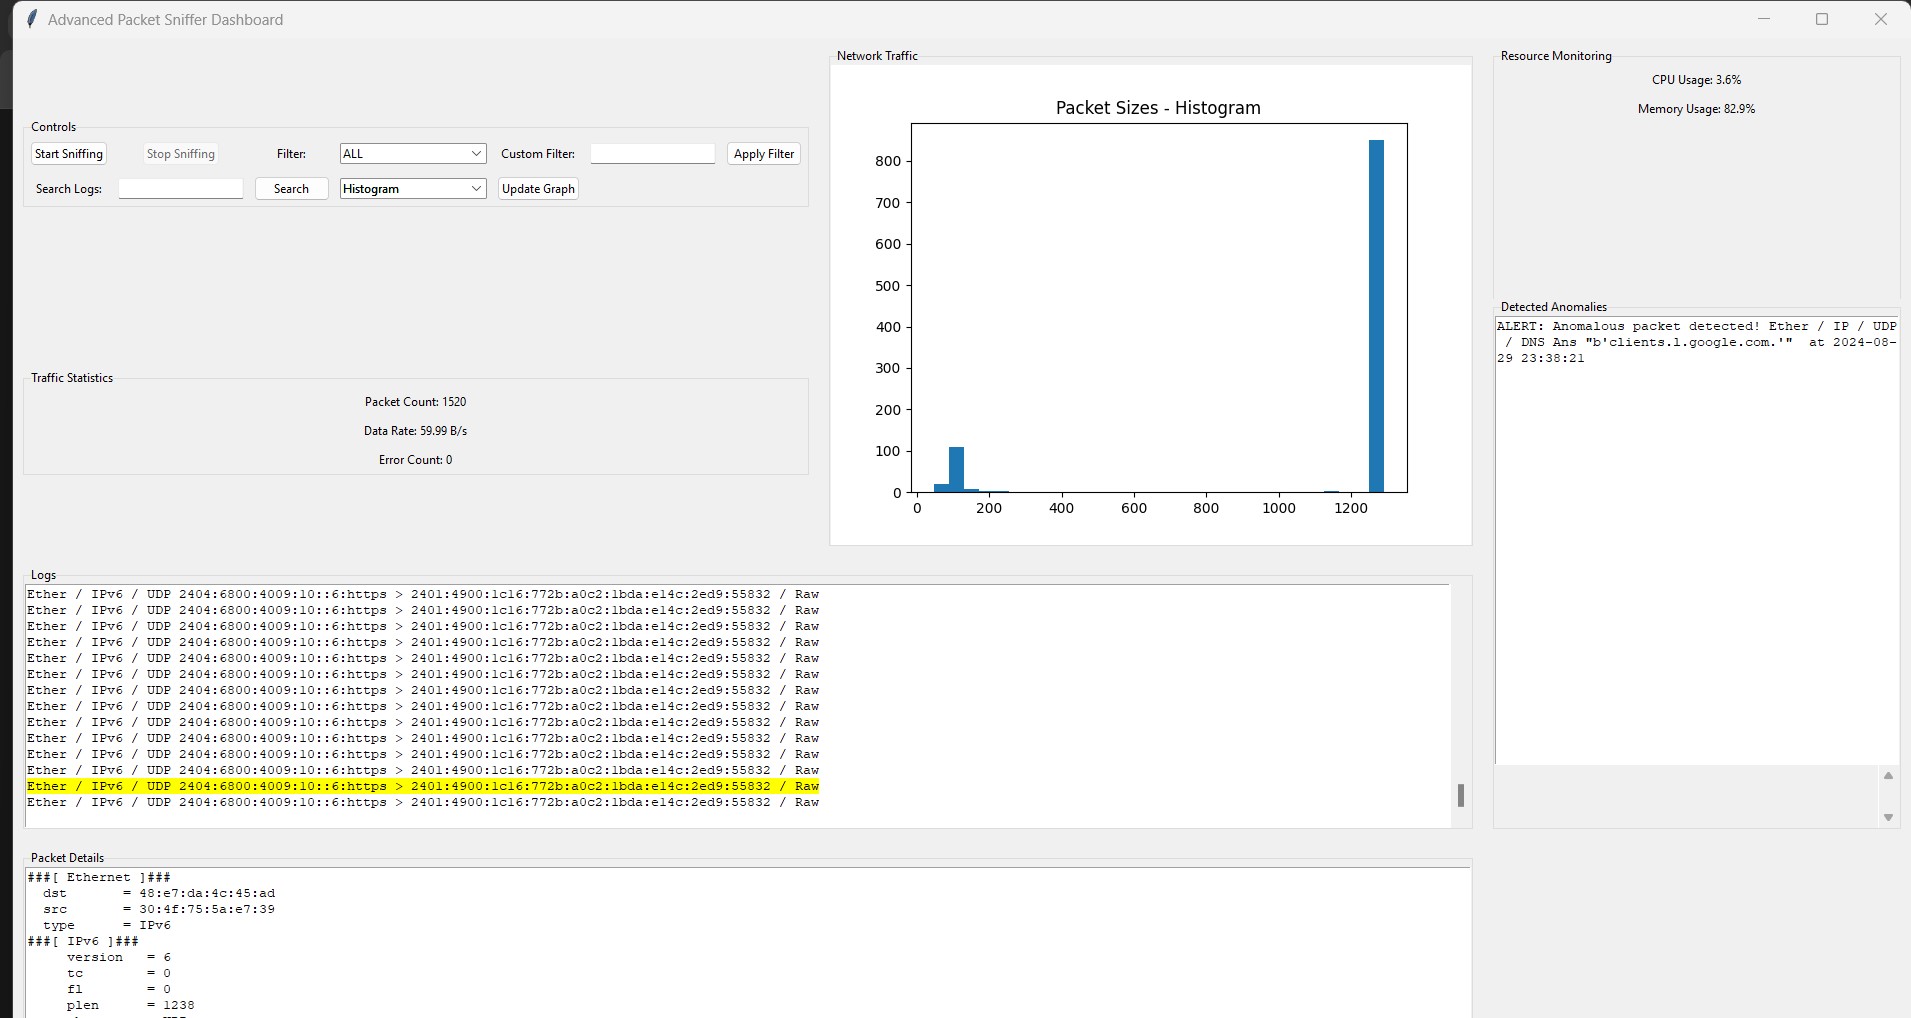 Advanced Packet Sniffer Dashboard
Controls
Start Sniffing Stop Sniffing Filter: ALL Custom Filter: Apply Filter
Search Logs: Search Histogram Update Graph
Traffic Statistics
Packet Count: 1520
Data Rate: 59.99 B/s
Error Count: 0
Network Traffic
Packet Sizes - Histogram
800
700
600
500
400
300
200
100
0
0 200 400 600 800 1000 1200
Resource Monitoring
CPU Usage: 3.6%
Memory Usage: 82.9%
Detected Anomalies
ALERT: Anomalous packet detected! Ether / IP / UDP
/ DNS Ans "b'clients.l.google.com.'"  at 2024-08-
29 23:38:21
Logs
Ether / IPv6 / UDP 2404:6800:4009:10::6:https > 2401:4900:1c16:772b:a0c2:1bda:e14c:2ed9:55832 / Raw
Ether / IPv6 / UDP 2404:6800:4009:10::6:https > 2401:4900:1c16:772b:a0c2:1bda:e14c:2ed9:55832 / Raw
Ether / IPv6 / UDP 2404:6800:4009:10::6:https > 2401:4900:1c16:772b:a0c2:1bda:e14c:2ed9:55832 / Raw
Ether / IPv6 / UDP 2404:6800:4009:10::6:https > 2401:4900:1c16:772b:a0c2:1bda:e14c:2ed9:55832 / Raw
Ether / IPv6 / UDP 2404:6800:4009:10::6:https > 2401:4900:1c16:772b:a0c2:1bda:e14c:2ed9:55832 / Raw
Ether / IPv6 / UDP 2404:6800:4009:10::6:https > 2401:4900:1c16:772b:a0c2:1bda:e14c:2ed9:55832 / Raw
Ether / IPv6 / UDP 2404:6800:4009:10::6:https > 2401:4900:1c16:772b:a0c2:1bda:e14c:2ed9:55832 / Raw
Ether / IPv6 / UDP 2404:6800:4009:10::6:https > 2401:4900:1c16:772b:a0c2:1bda:e14c:2ed9:55832 / Raw
Ether / IPv6 / UDP 2404:6800:4009:10::6:https > 2401:4900:1c16:772b:a0c2:1bda:e14c:2ed9:55832 / Raw
Ether / IPv6 / UDP 2404:6800:4009:10::6:https > 2401:4900:1c16:772b:a0c2:1bda:e14c:2ed9:55832 / Raw
Ether / IPv6 / UDP 2404:6800:4009:10::6:https > 2401:4900:1c16:772b:a0c2:1bda:e14c:2ed9:55832 / Raw
Ether / IPv6 / UDP 2404:6800:4009:10::6:https > 2401:4900:1c16:772b:a0c2:1bda:e14c:2ed9:55832 / Raw
Ether / IPv6 / UDP 2404:6800:4009:10::6:https > 2401:4900:1c16:772b:a0c2:1bda:e14c:2ed9:55832 / Raw
Ether / IPv6 / UDP 2404:6800:4009:10::6:https > 2401:4900:1c16:772b:a0c2:1bda:e14c:2ed9:55832 / Raw
Packet Details
###[ Ethernet ]###
dst = 48:e7:da:4c:45:ad
src = 30:4f:75:5a:e7:39
type = IPv6
###[ IPv6 ]###
version = 6
tc = 0
fl = 0
plen = 1238